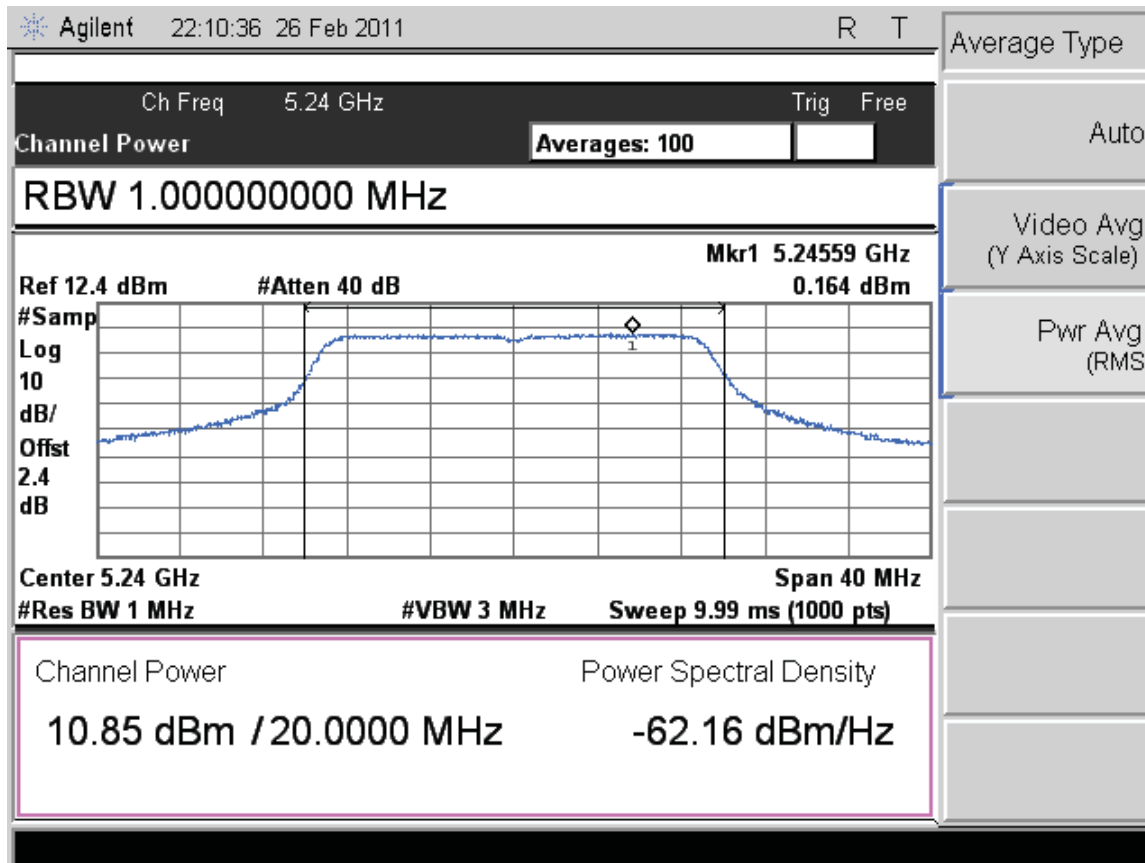 Agilent 22:10:36 26 Feb 2011 R T
Average Type
Ch Freq 5.24 GHz Trig Free
Channel Power Averages: 100
Auto
RBW 1.000000000 MHz
Video Avg
(Y Axis Scale)
Mkr1 5.24559 GHz
Ref 12.4 dBm #Atten 40 dB 0.164 dBm
Pwr Avg
(RMS
#Samp
Log
10
dB/
Offst
2.4
dB
1
Center 5.24 GHz Span 40 MHz
#Res BW 1 MHz #VBW 3 MHz Sweep 9.99 ms (1000 pts)
Channel Power Power Spectral Density
10.85 dBm / 20.0000 MHz -62.16 dBm/Hz